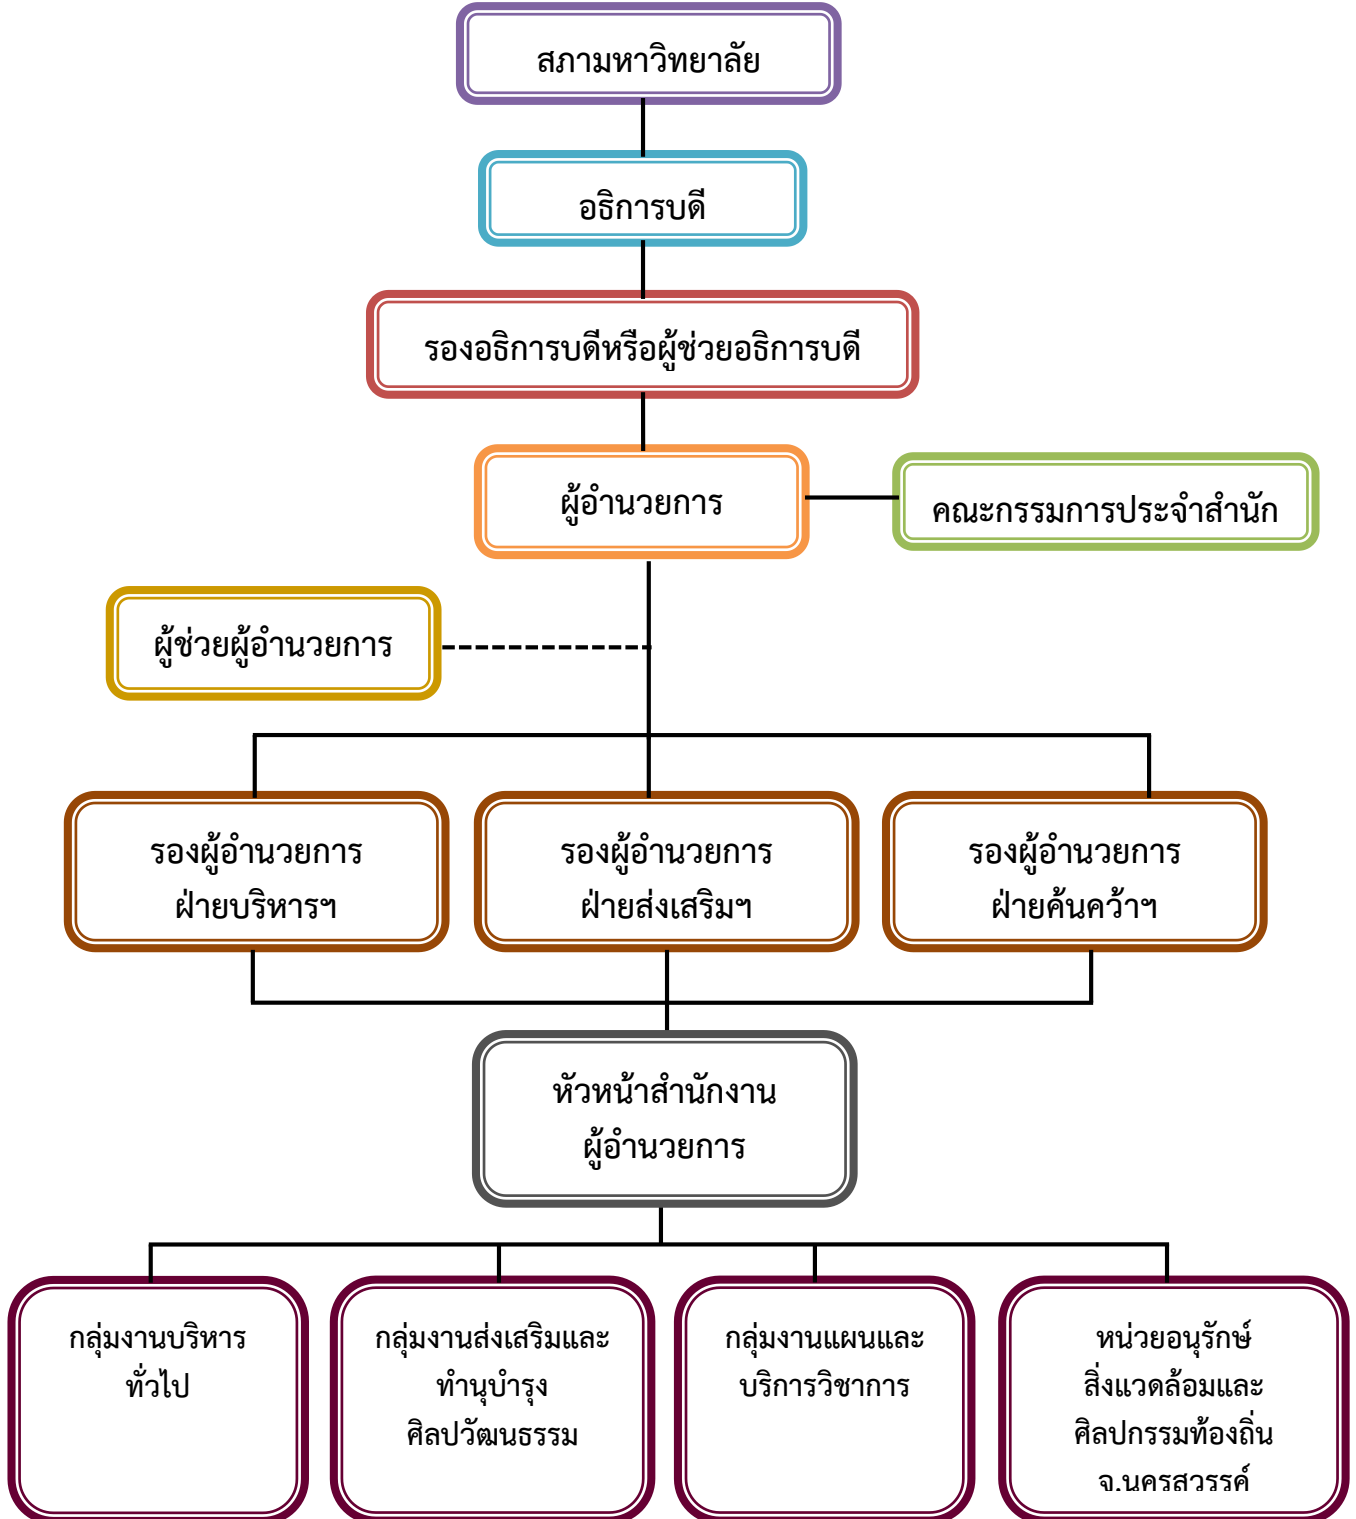 สภามหาวิทยาลัย
อธิการบดี
รองอธิการบดีหรือผู้ช่วยอธิการบดี
ผู้อำนวยการ
คณะกรรมการประจำสำนัก
ผู้ช่วยผู้อำนวยการ
รองผู้อำนวยการ
ฝ่ายบริหารฯ
รองผู้อำนวยการ
ฝ่ายส่งเสริมฯ
รองผู้อำนวยการ
ฝ่ายค้นคว้าฯ
หัวหน้าสำนักงาน
ผู้อำนวยการ
กลุ่มงานบริหาร
ทั่วไป
กลุ่มงานส่งเสริมและ
ทำนุบำรุง
ศิลปวัฒนธรรม
กลุ่มงานแผนและ
บริการวิชาการ
หน่วยอนุรักษ์
สิ่งแวดล้อมและ
ศิลปกรรมท้องถิ่น
จ.นครสวรรค์